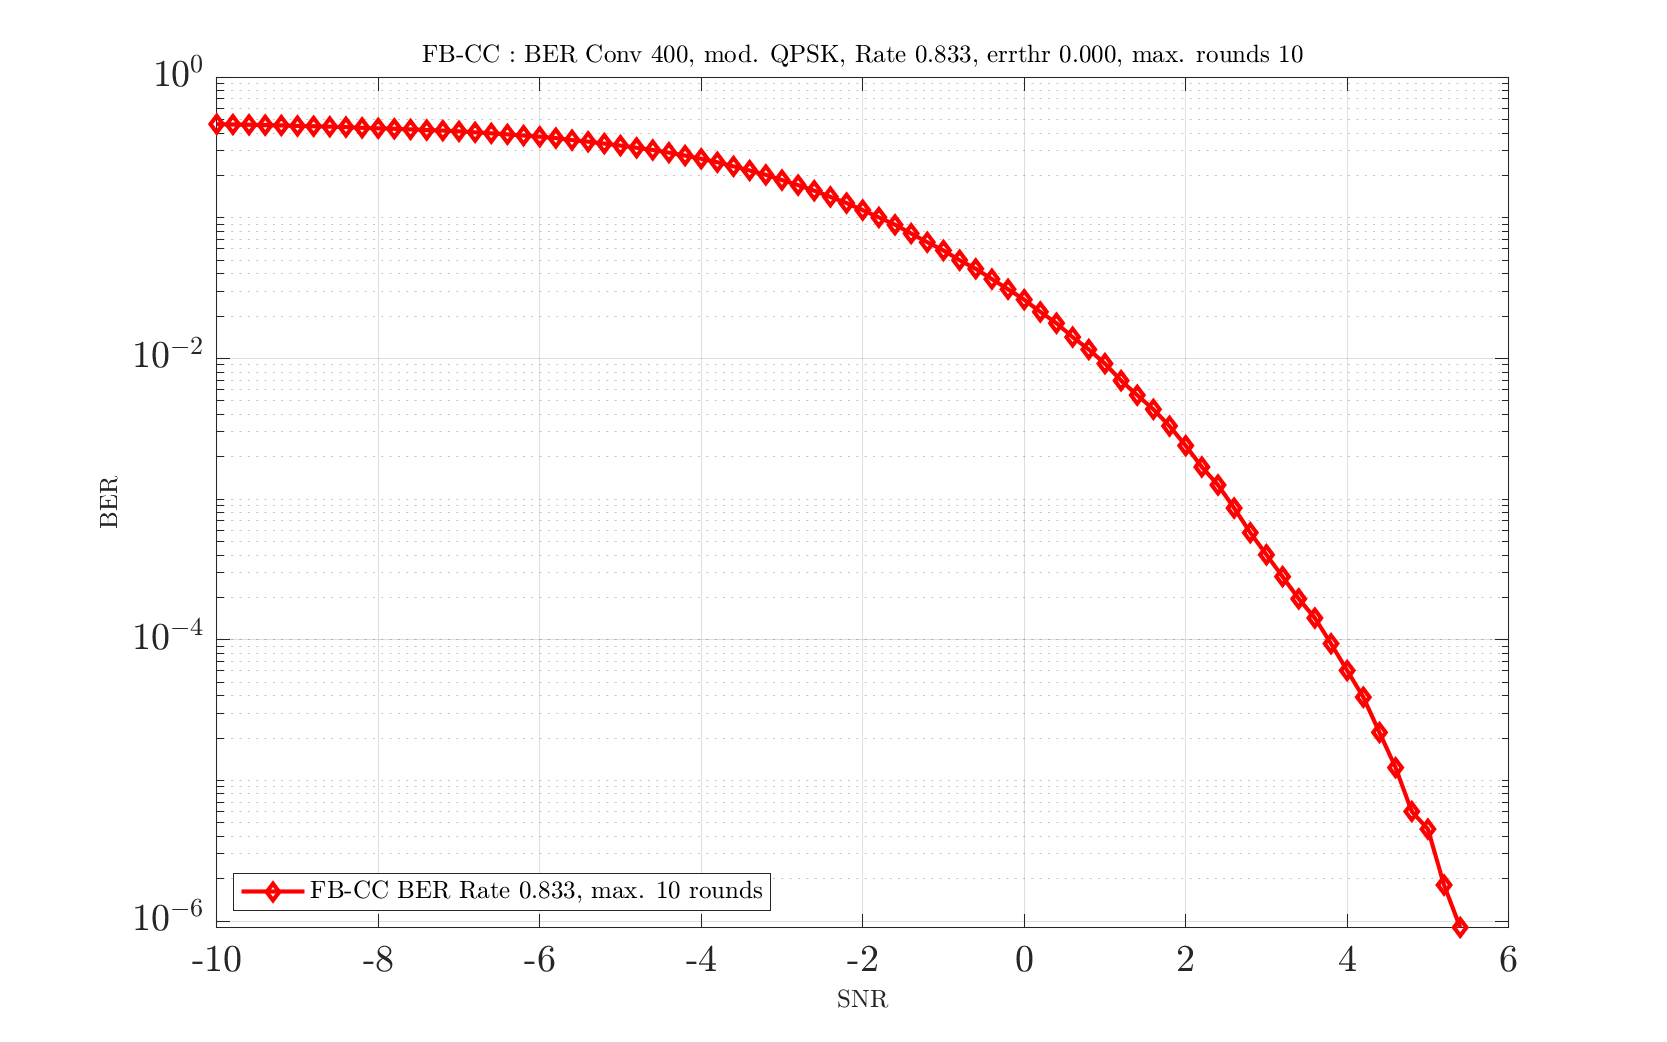 FB-CC : BER Conv 400, mod. QPSK, Rate 0.833, errthr 0.000, max. rounds 10
10^0
10^-2
10^-4
10^-6
BER
FB-CC BER Rate 0.833, max. 10 rounds
-10 -8 -6 -4 -2 0 2 4 6
SNR